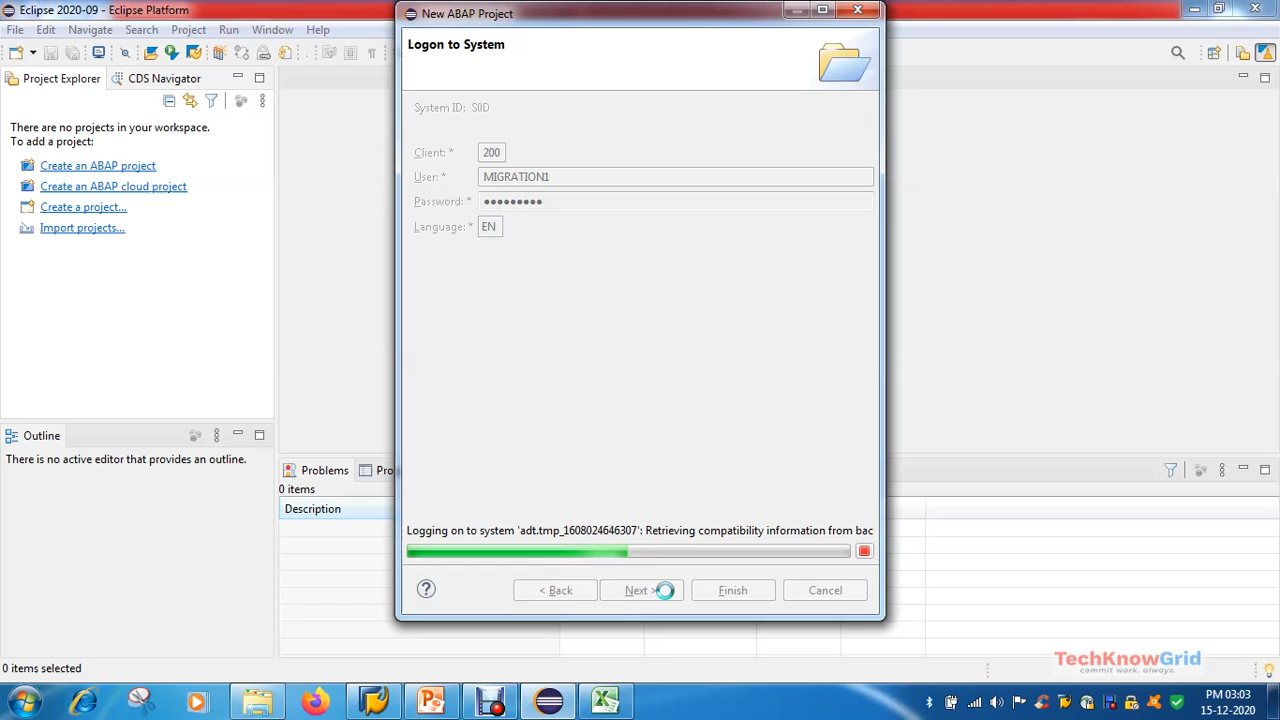 Eclipse 2020-09 - Eclipse Platform
File Edit Navigate Search Project Run Window Help
Project Explorer CDS Navigator
There are no projects in your workspace.
To add a project:
Create an ABAP project
Create an ABAP cloud project
Create a project...
Import projects...
Outline
There is no active editor that provides an outline.
New ABAP Project
Logon to System
System ID: S0D
Client: * 200
User: * MIGRATION1
Password: * •••••••••
Language: * EN
Logging on to system 'adt.tmp_1608024646307': Retrieving compatibility information from bac
? < Back Next > Finish Cancel
Problems Pro
0 items
Description
0 items selected
TechKnowGrid
commit work. always.
PM 03:03
15-12-2020